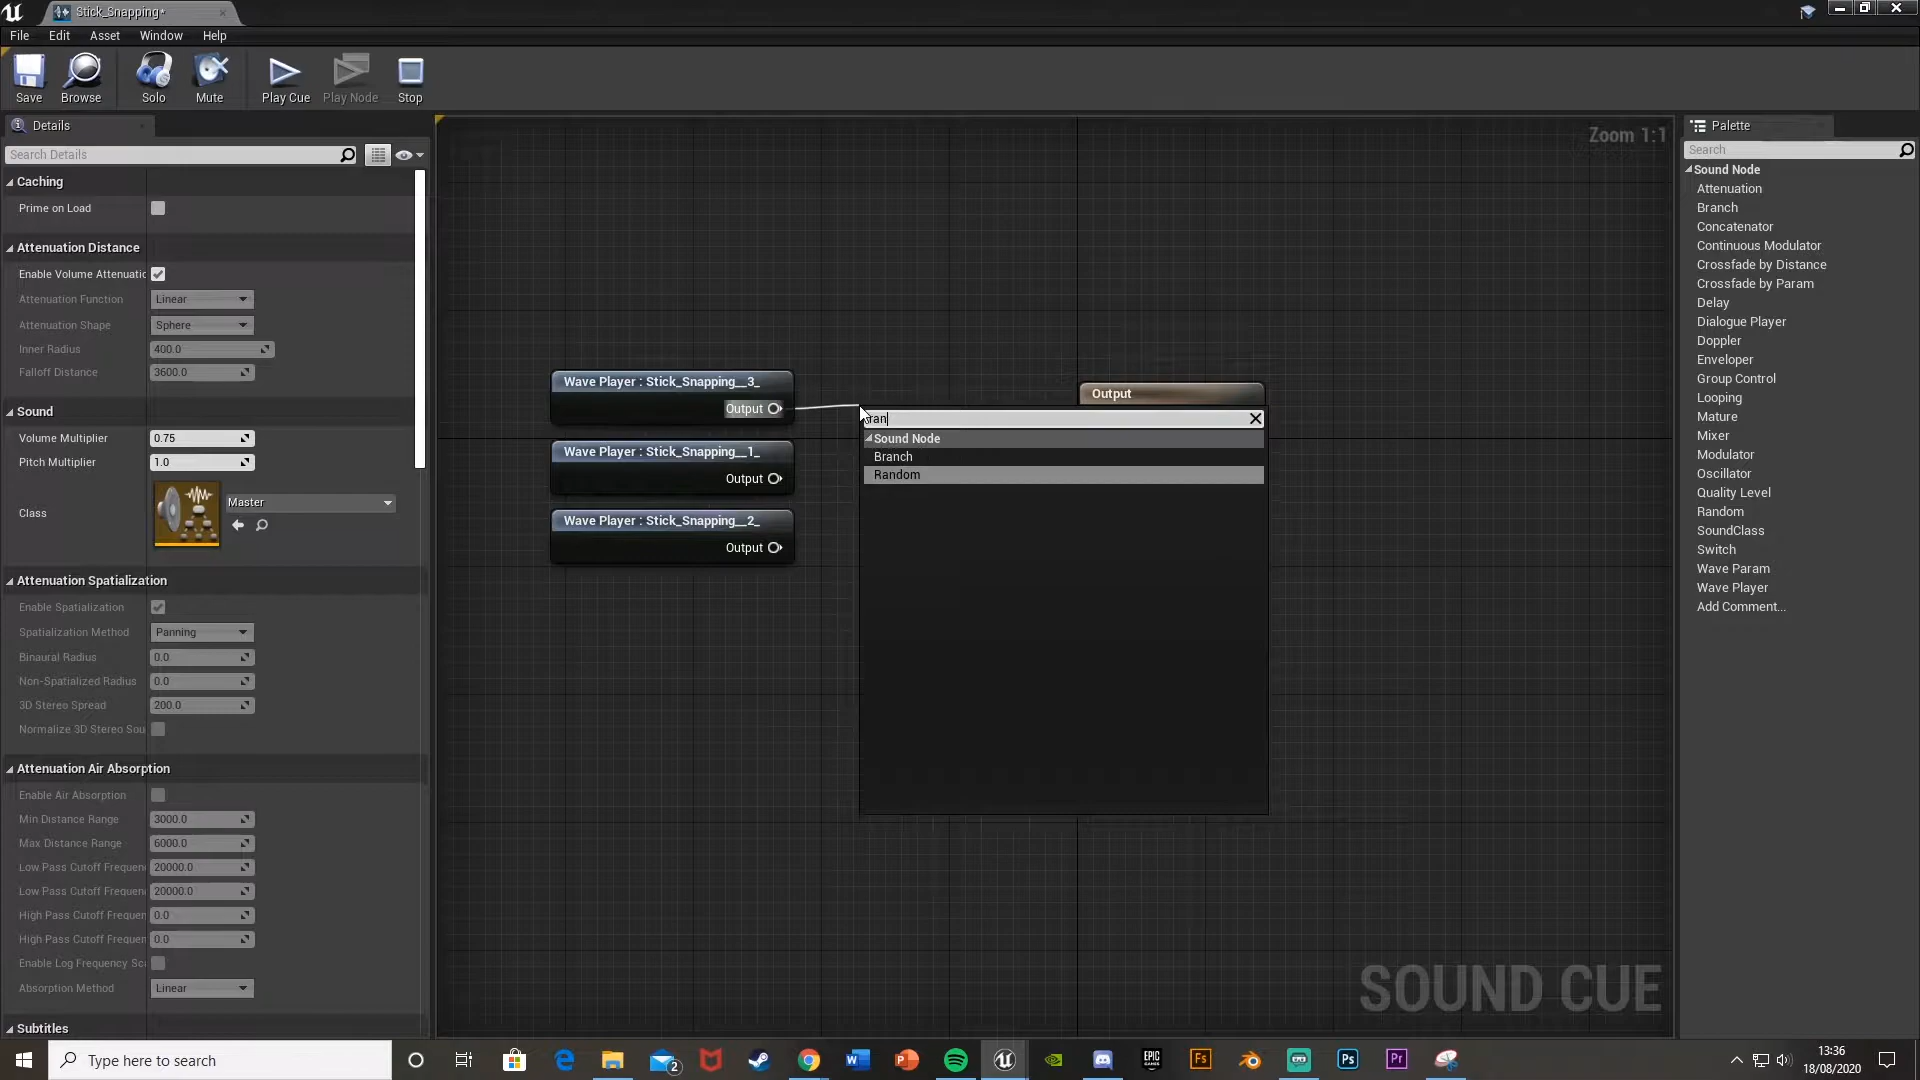 Stick_Snapping*
File Edit Asset Window Help
Save Browse Solo Mute Play Cue Play Node Stop
Details
Search Details
Caching
Prime on Load
Attenuation Distance
Enable Volume Attenuatic
Attenuation Function Linear
Attenuation Shape Sphere
Inner Radius 400.0
Falloff Distance 3600.0
Sound
Volume Multiplier 0.75
Pitch Multiplier 1.0
Class Master
Attenuation Spatialization
Enable Spatialization
Spatialization Method Panning
Binaural Radius 0.0
Non-Spatialized Radius 0.0
3D Stereo Spread 200.0
Normalize 3D Stereo Sou
Attenuation Air Absorption
Enable Air Absorption
Min Distance Range 3000.0
Max Distance Range 6000.0
Low Pass Cutoff Frequen 20000.0
Low Pass Cutoff Frequen 20000.0
High Pass Cutoff Frequen 0.0
High Pass Cutoff Frequen 0.0
Enable Log Frequency Sc
Absorption Method Linear
Subtitles
Zoom 1:1
Wave Player : Stick_Snapping__3_
Output
Wave Player : Stick_Snapping__1_
Output
Wave Player : Stick_Snapping__2_
Output
Output
ran
Sound Node
Branch
Random
SOUND CUE
Palette
Search
Sound Node
Attenuation
Branch
Concatenator
Continuous Modulator
Crossfade by Distance
Crossfade by Param
Delay
Dialogue Player
Doppler
Enveloper
Group Control
Looping
Mature
Mixer
Modulator
Oscillator
Quality Level
Random
SoundClass
Switch
Wave Param
Wave Player
Add Comment...
Type here to search
2
EPIC GAMES
Fs
Ps
Pr
13:36
18/08/2020